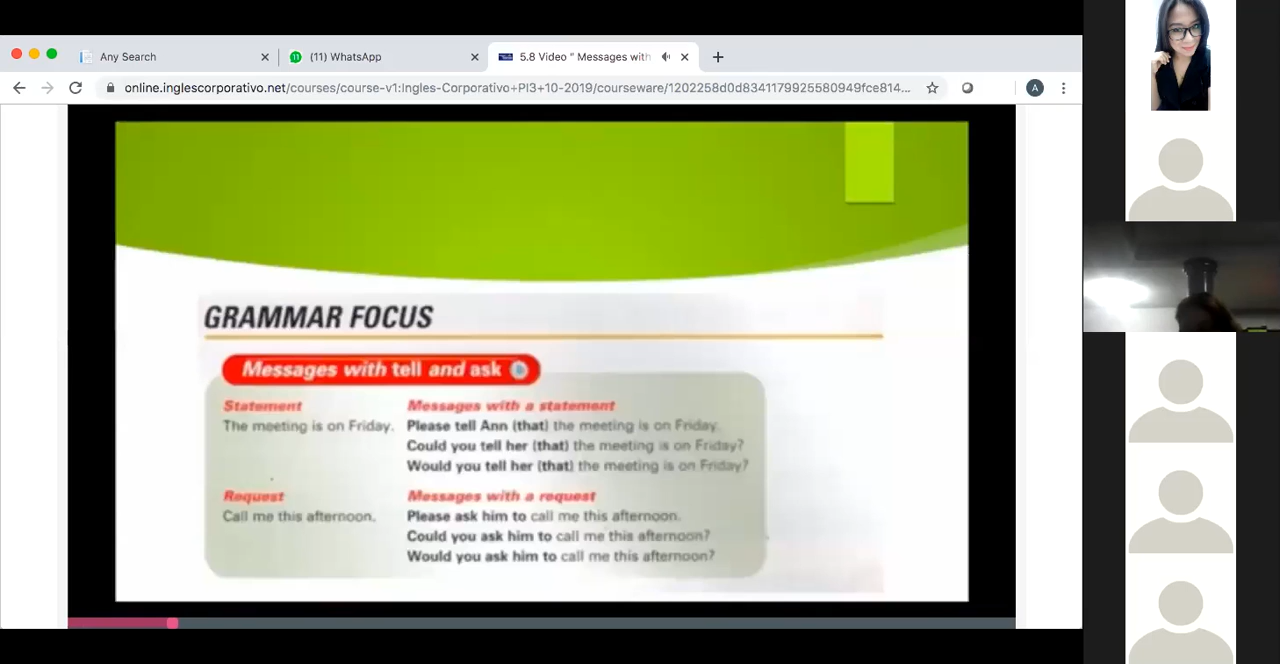 Any Search
(11) WhatsApp
5.8 Video " Messages with
online.inglescorporativo.net/courses/course-v1:Ingles-Corporativo+PI3+10-2019/courseware/1202258d0d8341179925580949fce814...
A
GRAMMAR FOCUS
Messages with tell and ask
Statement
Messages with a statement
The meeting is on Friday.
Please tell Ann (that) the meeting is on Friday.
Could you tell her (that) the meeting is on Friday?
Would you tell her (that) the meeting is on Friday?
Request
Messages with a request
Call me this afternoon.
Please ask him to call me this afternoon.
Could you ask him to call me this afternoon?
Would you ask him to call me this afternoon?